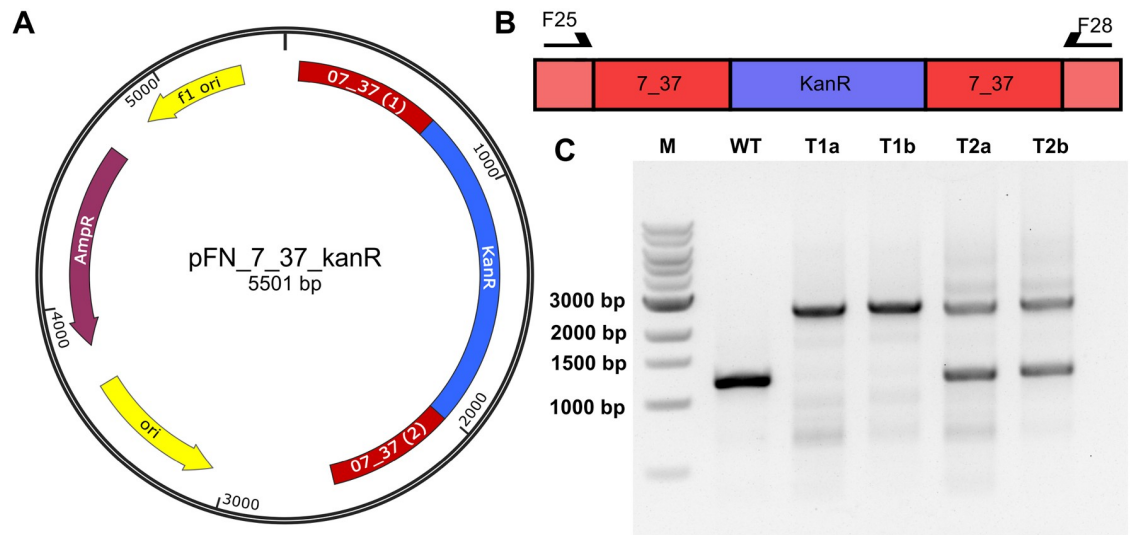 A
5000
f1 ori
07_37 (1)
1000
AmpR
KanR
pFN_7_37_kanR
5501 bp
4000
ori
07_37 (2)
2000
3000
B
F25
F28
7_37
KanR
7_37
C
M WT T1a T1b T2a T2b
3000 bp
2000 bp
1500 bp
1000 bp